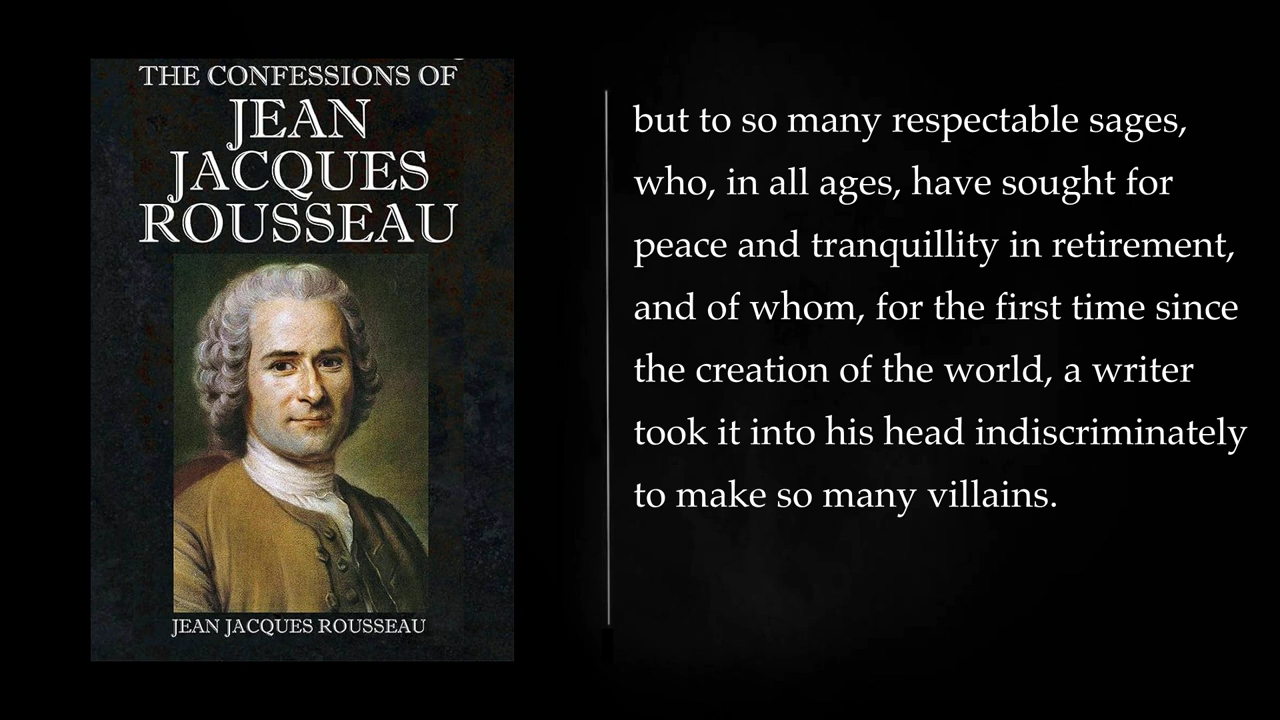 THE CONFESSIONS OF
JEAN
JACQUES
ROUSSEAU
JEAN JACQUES ROUSSEAU
but to so many respectable sages,
who, in all ages, have sought for
peace and tranquillity in retirement,
and of whom, for the first time since
the creation of the world, a writer
took it into his head indiscriminately
to make so many villains.